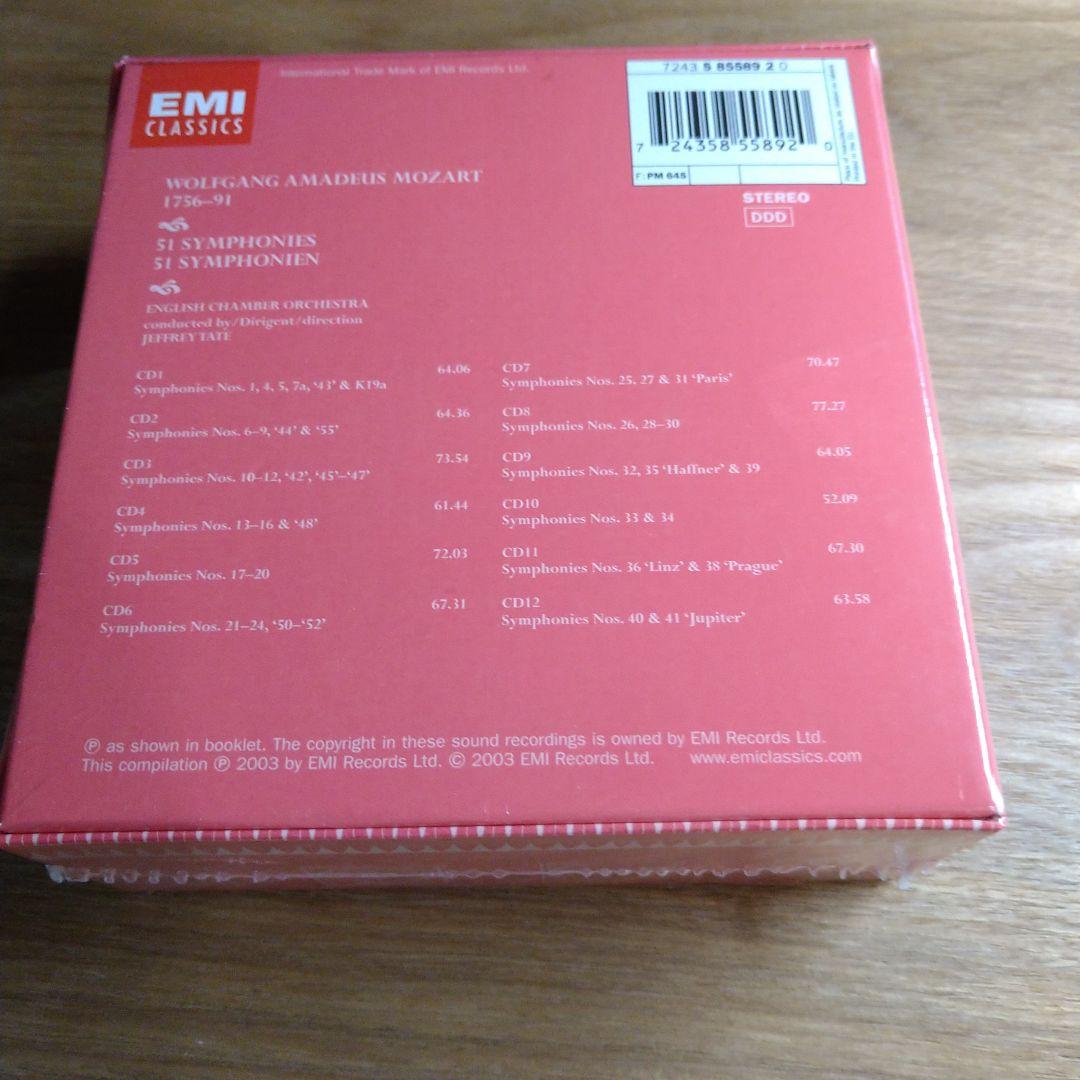 EMI
CLASSICS
International Trade Mark of EMI Records Ltd.
7243 5 85589 2 0
7 24358 55892 0
F: PM 645
STEREO
DDD
WOLFGANG AMADEUS MOZART
1756–91
51 SYMPHONIES
51 SYMPHONIEN
ENGLISH CHAMBER ORCHESTRA
conducted by/Dirigent/direction
JEFFREY TATE
CD1 64.06
Symphonies Nos. 1, 4, 5, 7a, ‘43’ & K19a
CD2 64.36
Symphonies Nos. 6–9, ‘44’ & ‘55’
CD3 73.54
Symphonies Nos. 10–12, ‘42’, ‘45’–‘47’
CD4 61.44
Symphonies Nos. 13–16 & ‘48’
CD5 72.03
Symphonies Nos. 17–20
CD6 67.31
Symphonies Nos. 21–24, ‘50–‘52’
CD7 70.47
Symphonies Nos. 25, 27 & 31 ‘Paris’
CD8 77.27
Symphonies Nos. 26, 28–30
CD9 64.05
Symphonies Nos. 32, 35 ‘Haffner’ & 39
CD10 52.09
Symphonies Nos. 33 & 34
CD11 67.30
Symphonies Nos. 36 ‘Linz’ & 38 ‘Prague’
CD12 63.58
Symphonies Nos. 40 & 41 ‘Jupiter’
℗ as shown in booklet. The copyright in these sound recordings is owned by EMI Records Ltd.
This compilation ℗ 2003 by EMI Records Ltd. © 2003 EMI Records Ltd. www.emiclassics.com